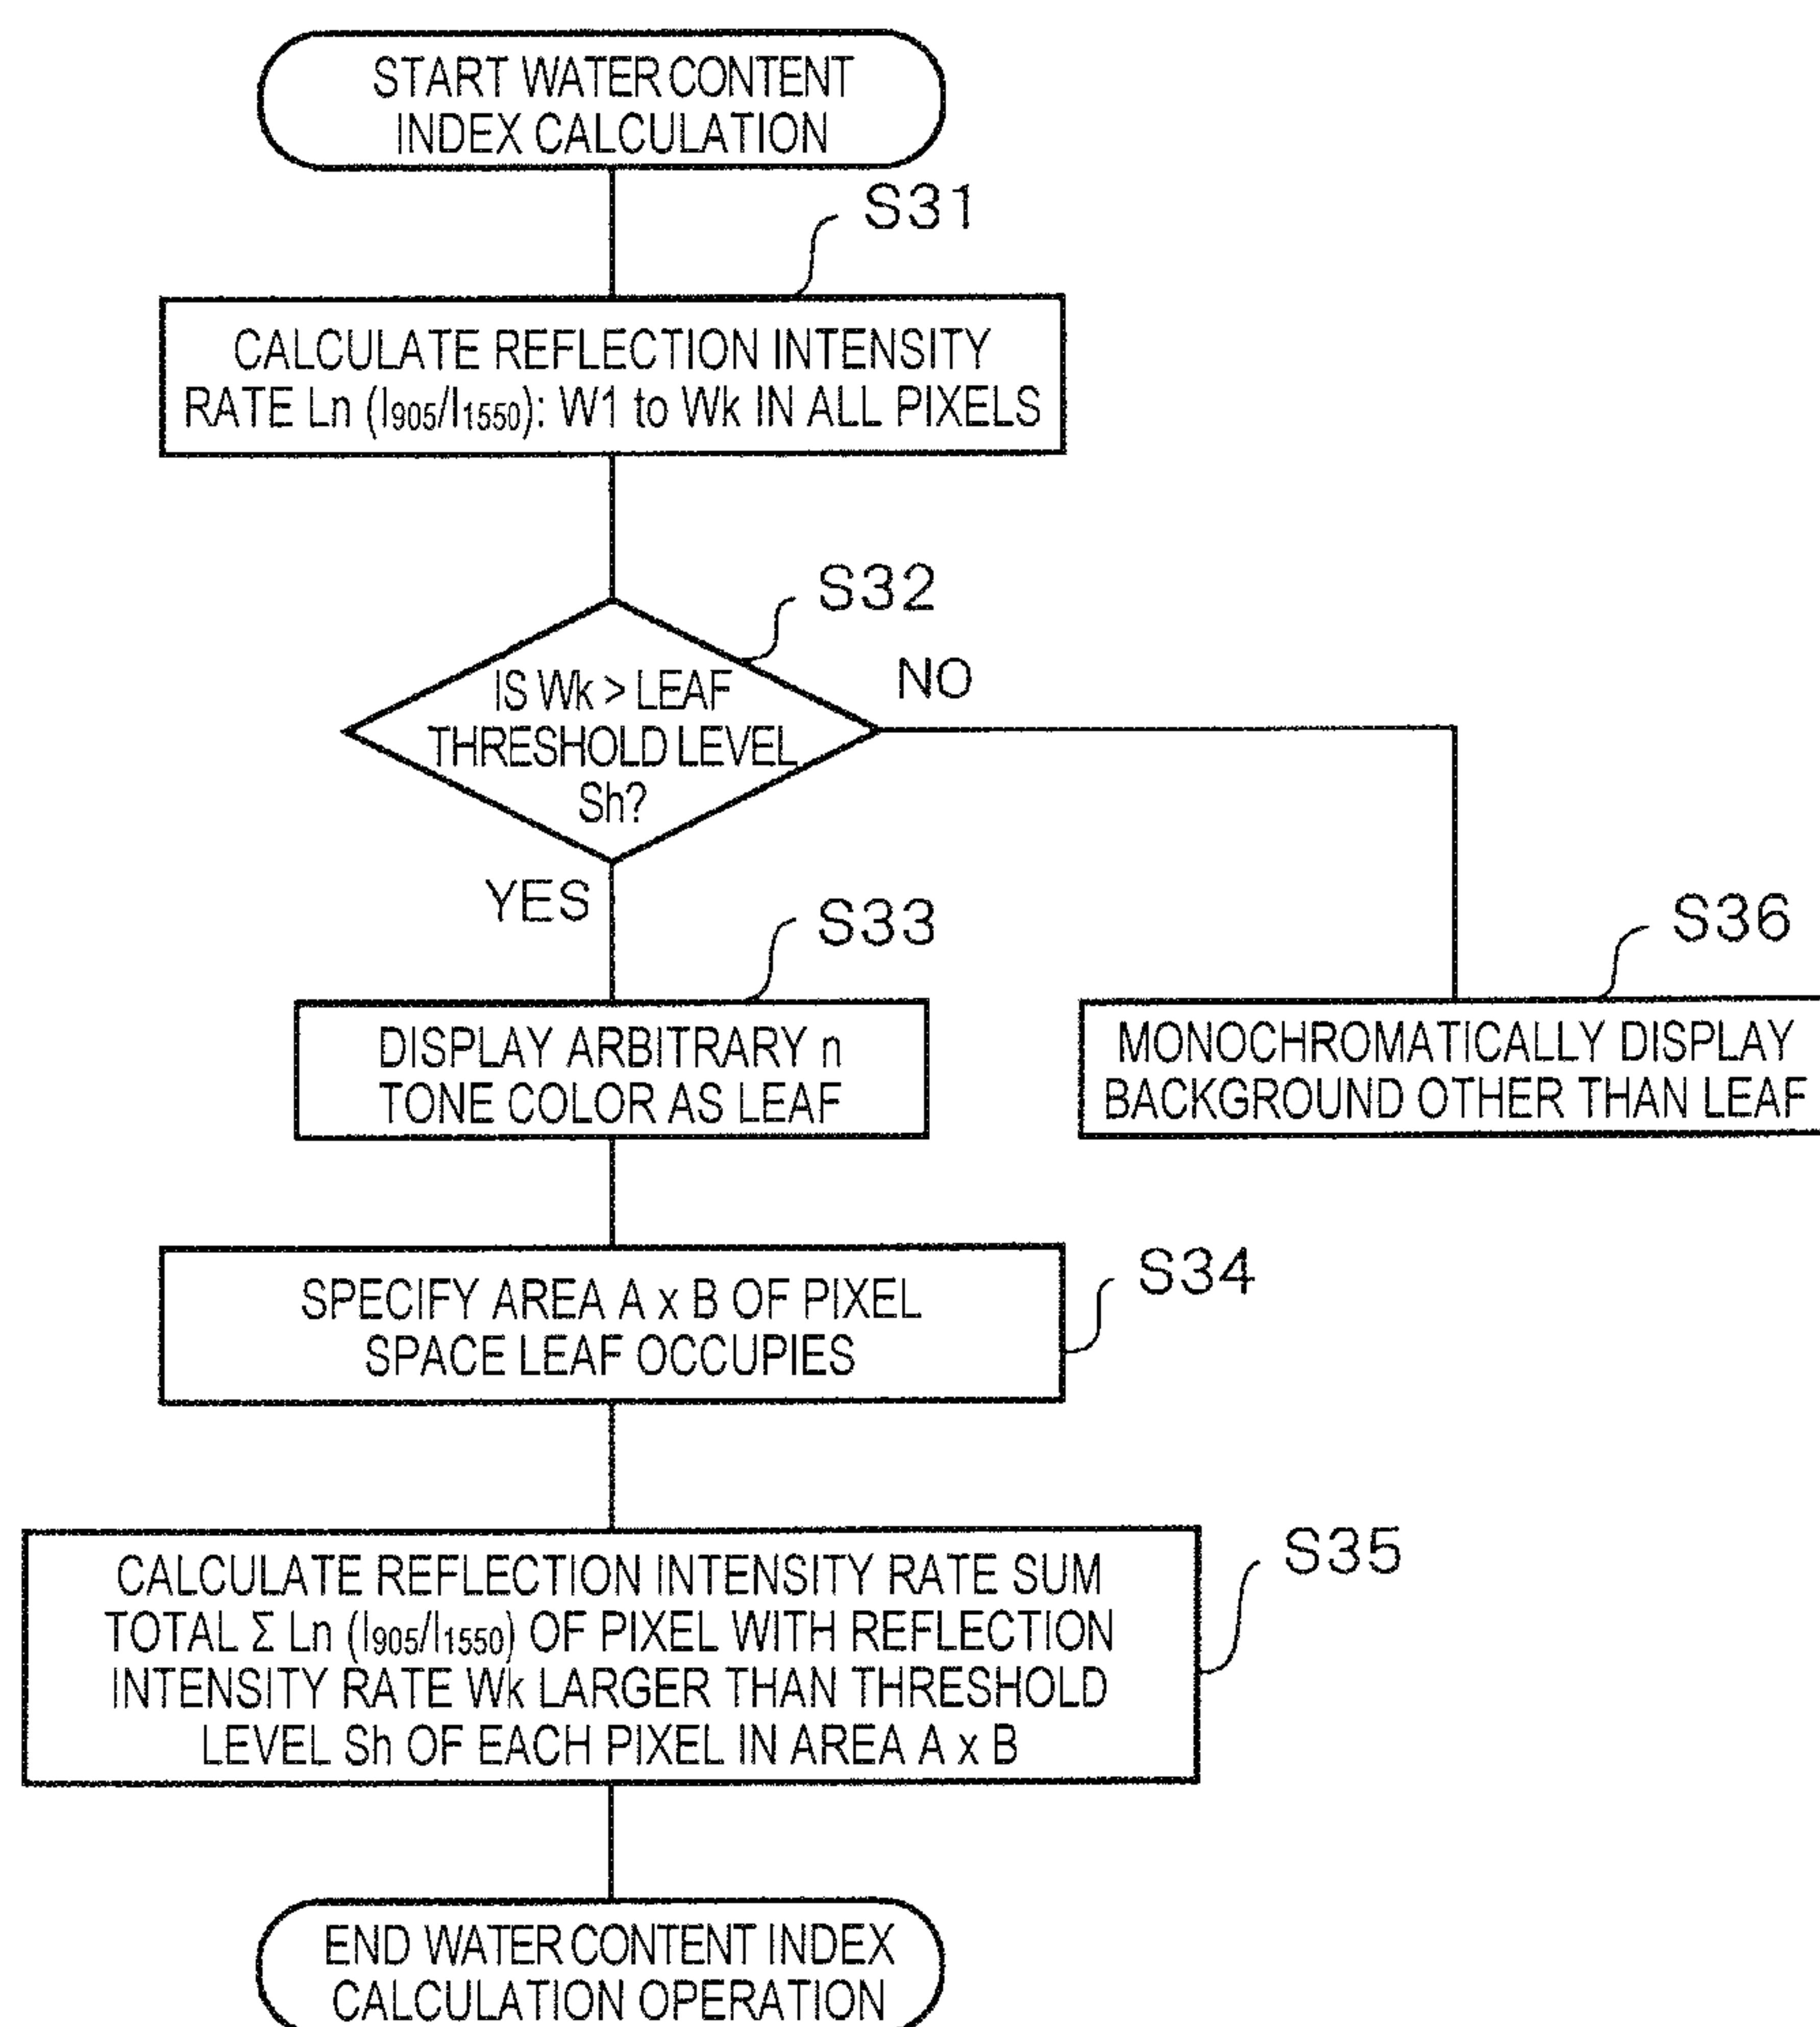 START WATER CONTENT
INDEX CALCULATION
S31
CALCULATE REFLECTION INTENSITY
RATE Ln (I905/I1550): W1 to Wk IN ALL PIXELS
S32
IS Wk > LEAF
THRESHOLD LEVEL
Sh?
NO
YES
S33
DISPLAY ARBITRARY n
TONE COLOR AS LEAF
S36
MONOCHROMATICALLY DISPLAY
BACKGROUND OTHER THAN LEAF
S34
SPECIFY AREA A x B OF PIXEL
SPACE LEAF OCCUPIES
S35
CALCULATE REFLECTION INTENSITY RATE SUM
TOTAL Σ Ln (I905/I1550) OF PIXEL WITH REFLECTION
INTENSITY RATE Wk LARGER THAN THRESHOLD
LEVEL Sh OF EACH PIXEL IN AREA A x B
END WATER CONTENT INDEX
CALCULATION OPERATION